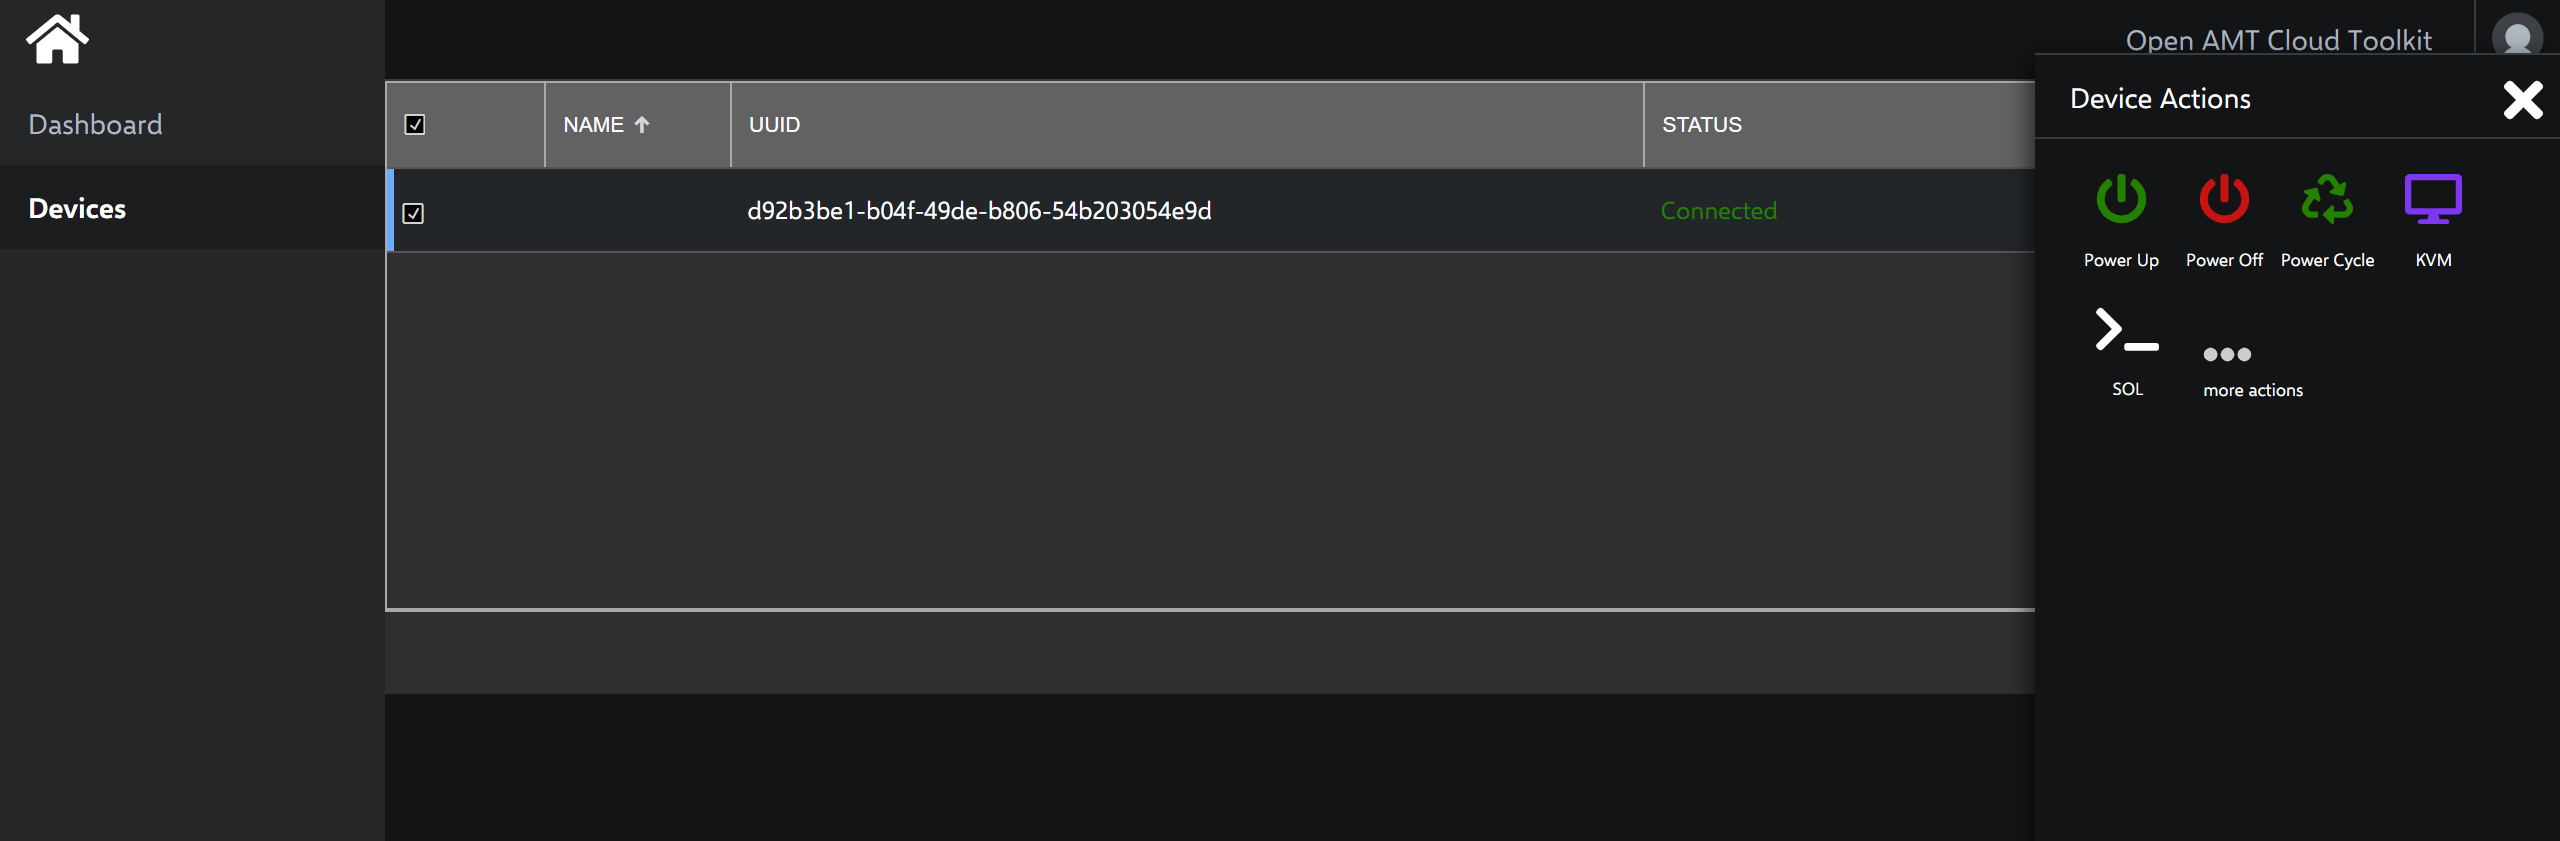 Open AMT Cloud Toolkit
Dashboard
Devices
NAME UUID STATUS
d92b3be1-b04f-49de-b806-54b203054e9d Connected
Device Actions
Power Up Power Off Power Cycle KVM
SOL more actions